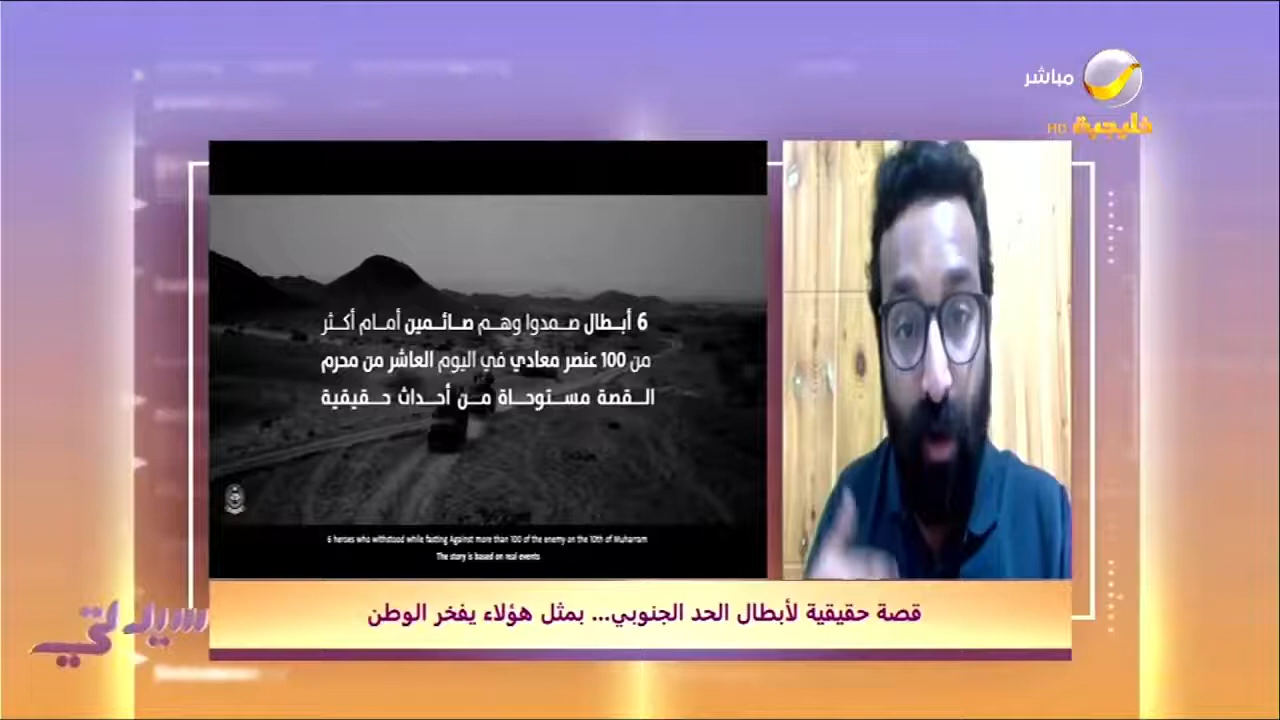 مباشر
خليجية HD
6 أبطال صمدوا وهم صائمين أمام أكثر
من 100 عنصر معادي في اليوم العاشر من محرم
القصة مستوحاة من أحداث حقيقية
6 heroes who withstood while fasting Against more than 100 of the enemy on the 10th of Muharram
The story is based on real events
قصة حقيقية لأبطال الحد الجنوبي... بمثل هؤلاء يفخر الوطن
سيدتي